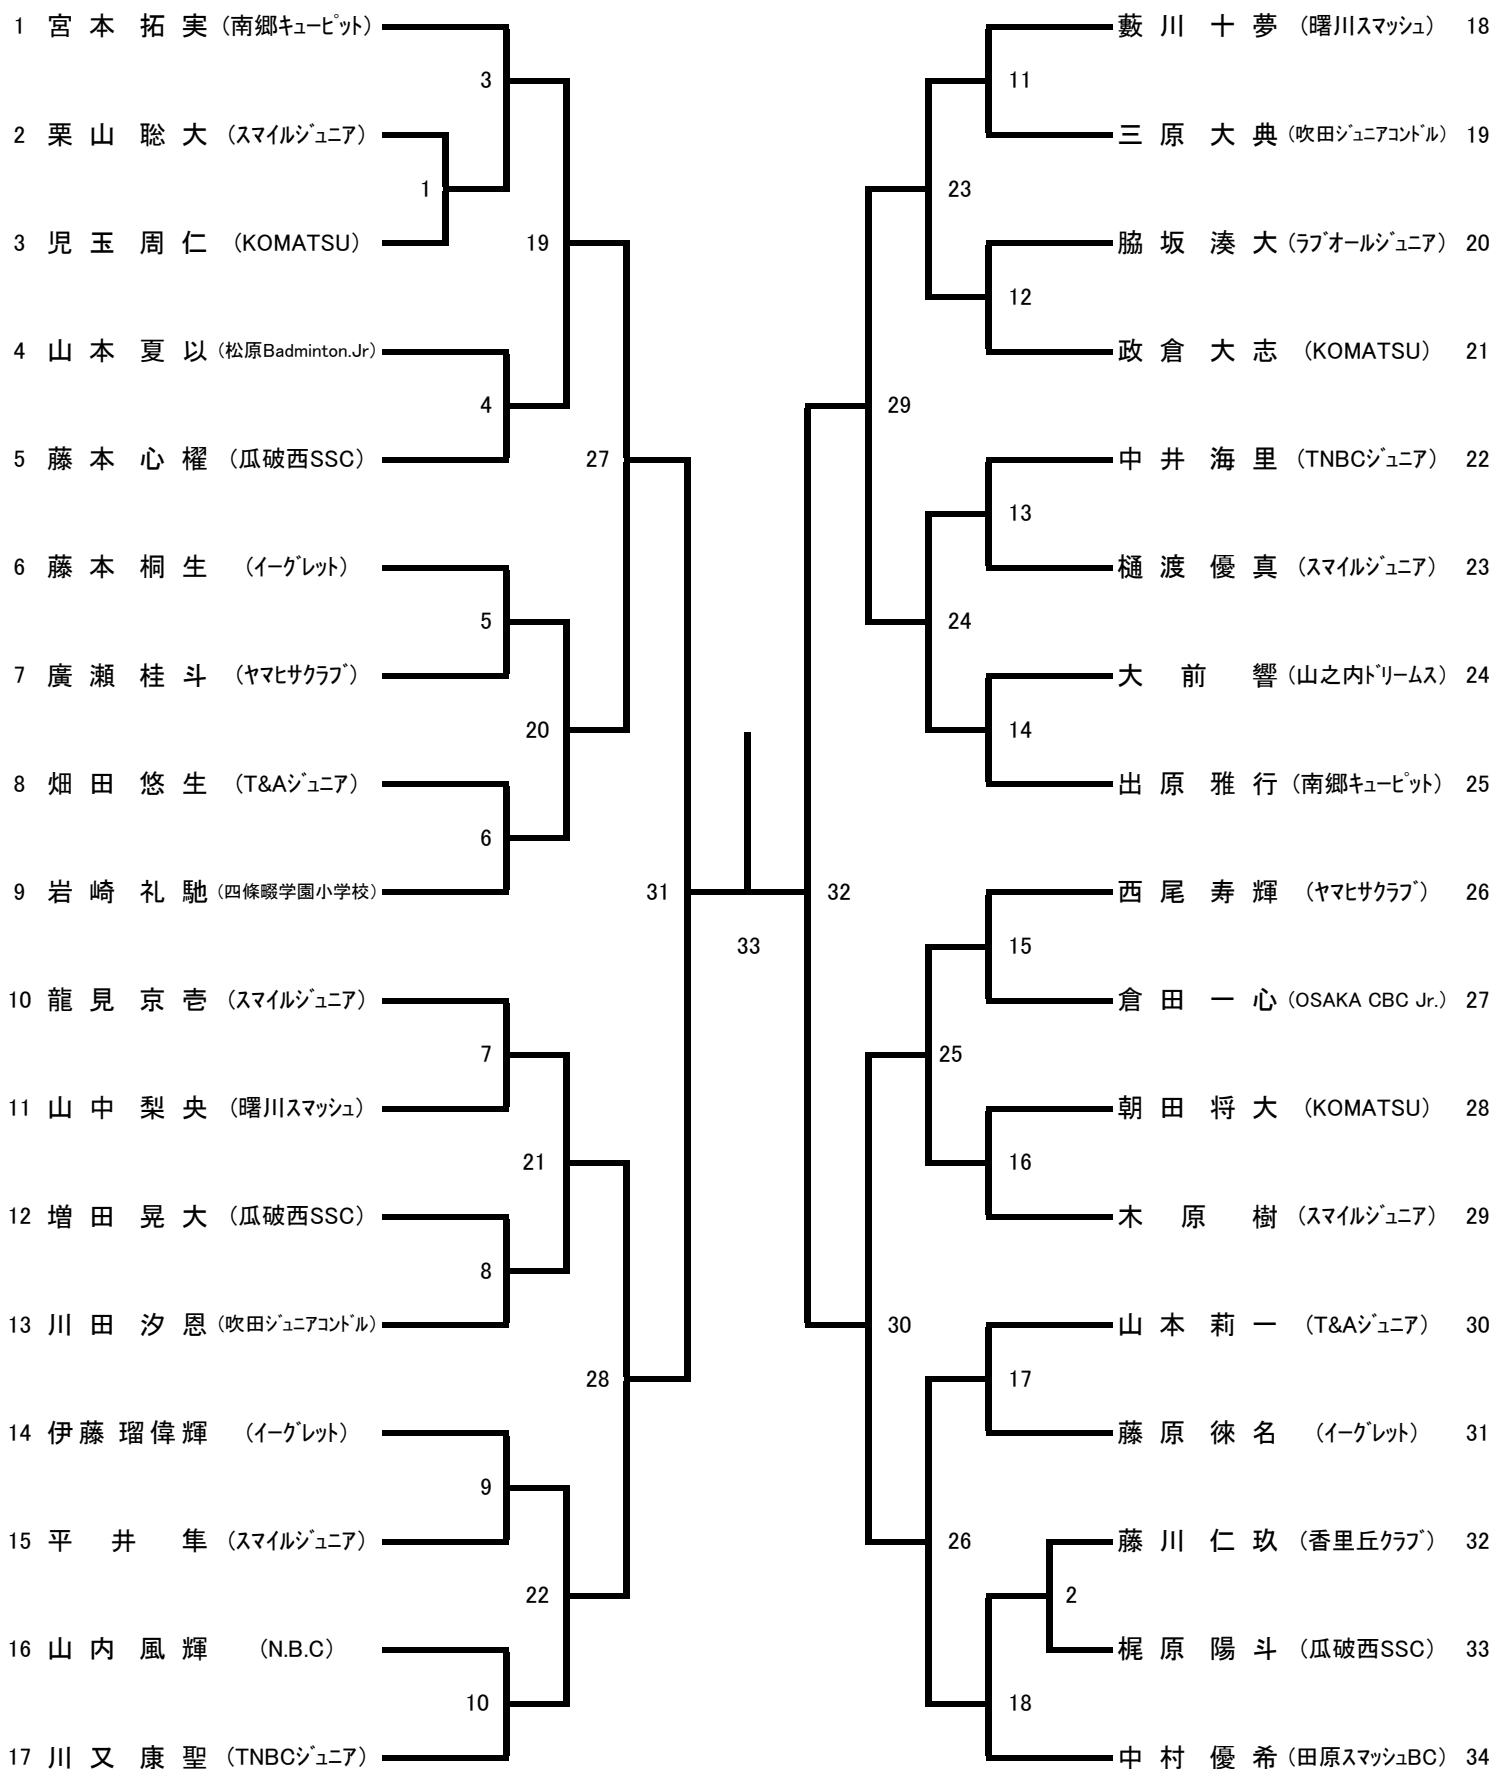 1 宮本 拓実 (南郷キューピット)
3
2 栗山 聡大 (スマイルジュニア)
1
3 児玉 周仁 (KOMATSU)
19
4 山本 夏以 (松原Badminton.Jr)
4
5 藤本 心櫂 (瓜破西SSC)
27
6 藤本 桐生 (イーグレット)
5
7 廣瀬 桂斗 (ヤマヒサクラブ)
20
8 畑田 悠生 (T&Aジュニア)
6
9 岩崎 礼馳 (四條畷学園小学校)
31
10 龍見 京壱 (スマイルジュニア)
7
11 山中 梨央 (曙川スマッシュ)
21
12 増田 晃大 (瓜破西SSC)
8
13 川田 汐恩 (吹田ジュニアコンドル)
28
14 伊藤 瑠偉輝 (イーグレット)
9
15 平井 隼 (スマイルジュニア)
22
16 山内 風輝 (N.B.C)
10
17 川又 康聖 (TNBCジュニア)
33
藪川 十夢 (曙川スマッシュ) 18
11
三原 大典 (吹田ジュニアコンドル) 19
23
脇坂 湊大 (ラブオールジュニア) 20
12
政倉 大志 (KOMATSU) 21
29
中井 海里 (TNBCジュニア) 22
13
樋渡 優真 (スマイルジュニア) 23
24
大前 響 (山之内ドリームス) 24
14
出原 雅行 (南郷キューピット) 25
32
西尾 寿輝 (ヤマヒサクラブ) 26
15
倉田 一心 (OSAKA CBC Jr.) 27
25
朝田 将大 (KOMATSU) 28
16
木原 樹 (スマイルジュニア) 29
30
山本 莉一 (T&Aジュニア) 30
17
藤原 徠名 (イーグレット) 31
26
藤川 仁玖 (香里丘クラブ) 32
2
梶原 陽斗 (瓜破西SSC) 33
18
中村 優希 (田原スマッシュBC) 34